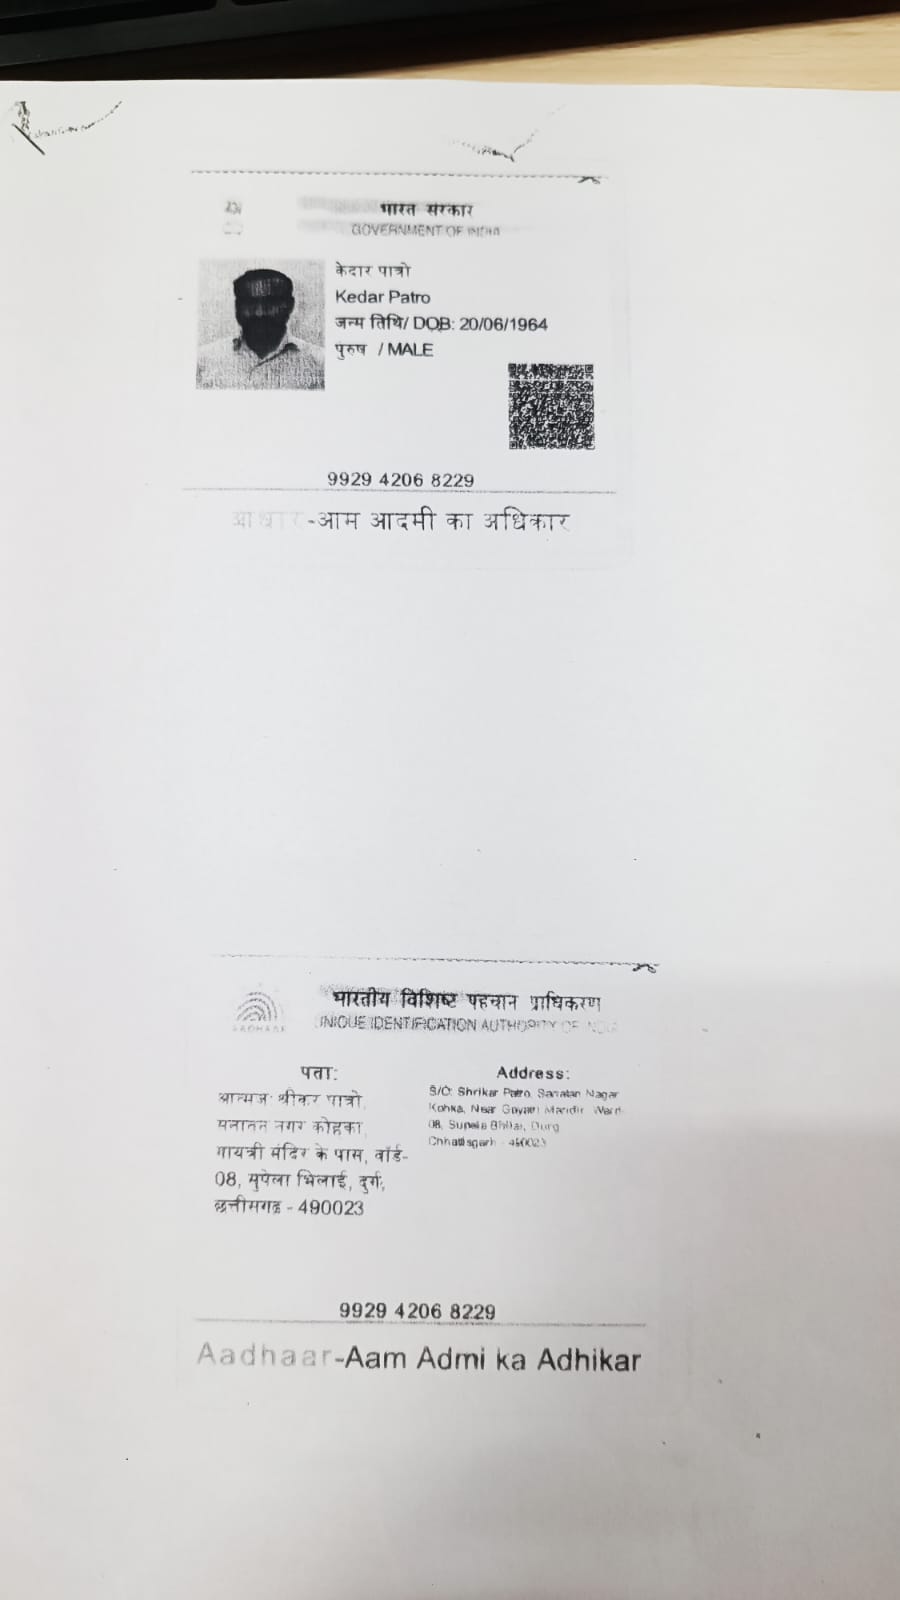 भारत सरकार
GOVERNMENT OF INDIA
केदार पात्रो
Kedar Patro
जन्म तिथि/ DOB: 20/06/1964
पुरुष / MALE
9929 4206 8229
आधार-आम आदमी का अधिकार
भारतीय विशिष्ट पहचान प्राधिकरण
UNIQUE IDENTIFICATION AUTHORITY OF INDIA
AADHAAR
पता:
आत्मज: श्रीकर पात्रो,
सनातन नगर कोहका,
गायत्री मंदिर के पास, वॉर्ड-
08, सुपेला भिलाई, दुर्ग,
छत्तीसगढ़ - 490023
Address:
S/O: Shrikar Patro, Sanatan Nagar
Kohka, Near Gayatri Mandir, Ward-
08, Supela Bhilai, Durg
Chhattisgarh - 490023
9929 4206 8229
Aadhaar-Aam Admi ka Adhikar